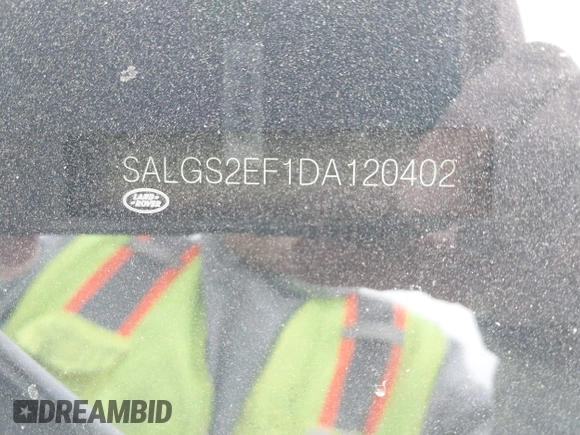 SALGS2EF1DA120402
LAND
ROVER
DREAMBID